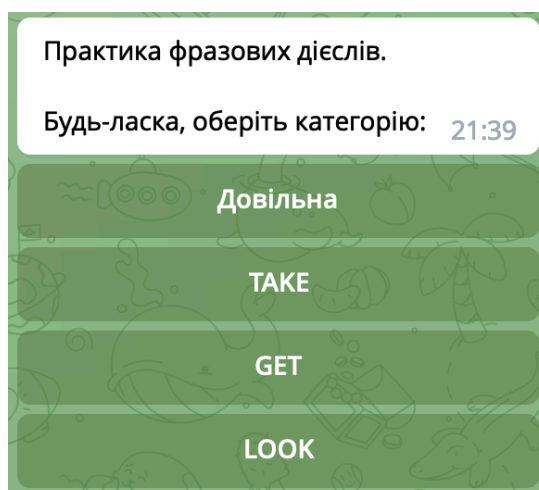 Практика фразових дієслів.
Будь-ласка, оберіть категорію:
21:39
Довільна
TAKE
GET
LOOK